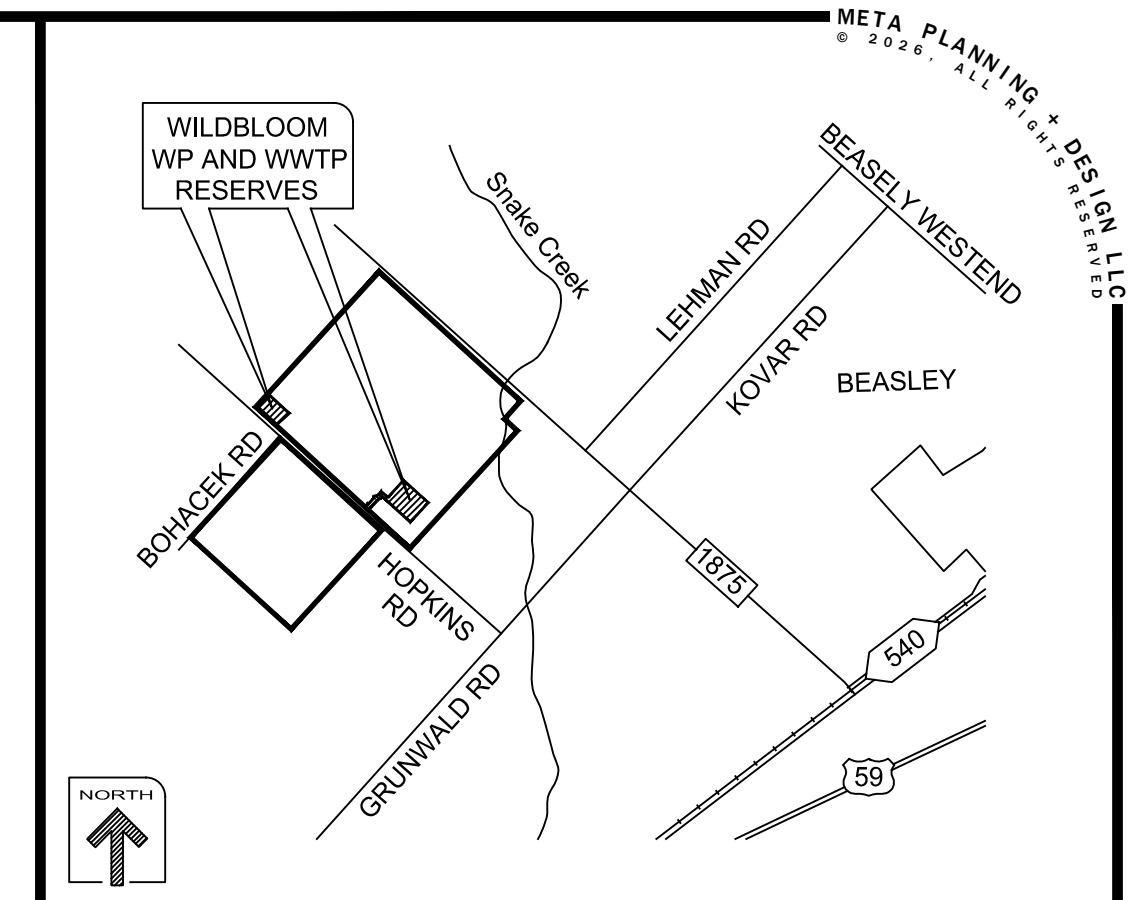 META PLANNING + DESIGN LLC
© 2026, ALL RIGHTS RESERVED
WILDBLOOM
WP AND WWTP
RESERVES
Snake Creek
BEASELY WESTEND
LEHMAN RD
KOVAR RD
BEASLEY
BOHACEK RD
HOPKINS
RD
1875
540
GRUNWALD RD
59
NORTH